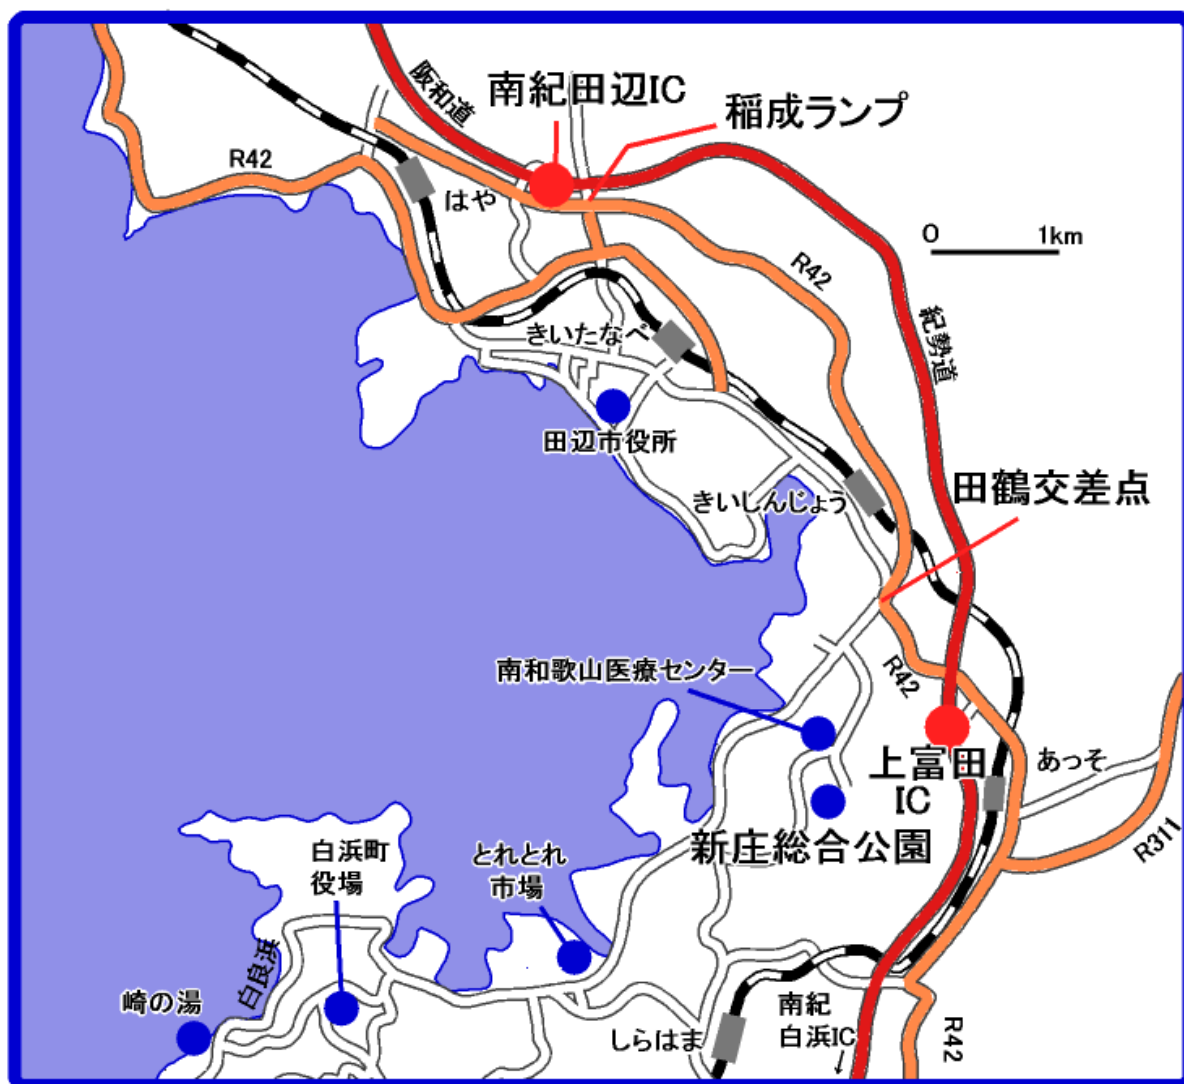 阪和道
南紀田辺IC
稲成ランプ
R42
はや
0 1km
R42
紀勢道
きいたなべ
田辺市役所
きいしんじょう
田鶴交差点
南和歌山医療センター
R42
上富田
IC
あっそ
R311
新庄総合公園
白浜町
役場
とれとれ
市場
白良浜
崎の湯
しらはま
南紀
白浜IC
↓
R42